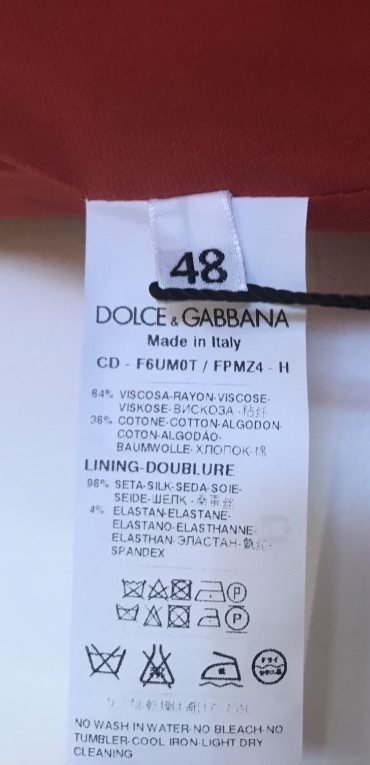 48
DOLCE & GABBANA
Made in Italy
CD - F6UM0T / FPMZ4 - H
64% VISCOSA-RAYON-VISCOSE-
VISKOSE-ВИСКОЗА-粘纤
36% COTONE-COTTON-ALGODON-
COTON-ALGODÃO-
BAUMWOLLE-ХЛОПОК-棉
LINING-DOUBLURE
96% SETA-SILK-SEDA-SOIE-
SEIDE-ШЕЛК-桑蚕丝
4% ELASTAN-ELASTANE-
ELASTANO-ELASTHANNE-
ELASTHAN-ЭЛАСТАН-氨纶-
SPANDEX
P
P
ドライ
NO WASH IN WATER-NO BLEACH-NO
TUMBLER-COOL IRON-LIGHT DRY
CLEANING